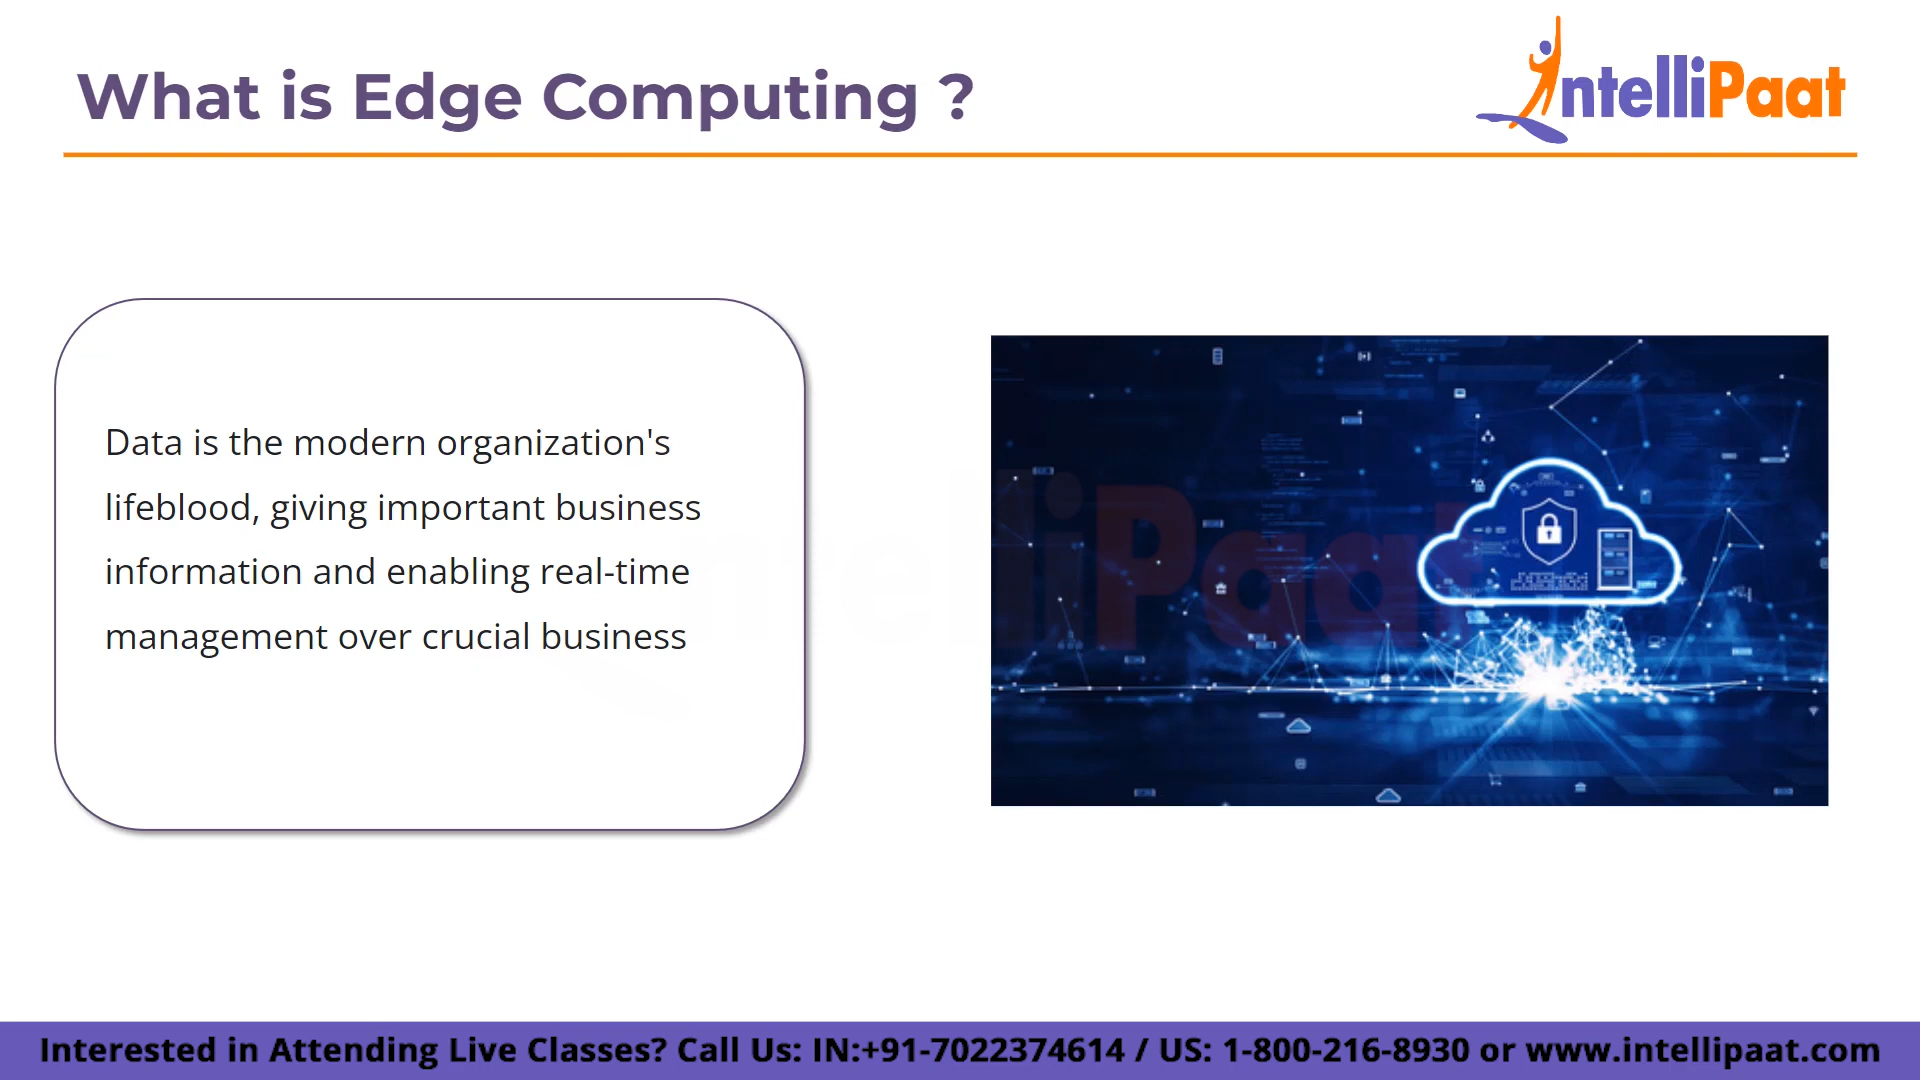 What is Edge Computing ?
IntelliPaat
Data is the modern organization's
lifeblood, giving important business
information and enabling real-time
management over crucial business
Interested in Attending Live Classes? Call Us: IN:+91-7022374614 / US: 1-800-216-8930 or www.intellipaat.com